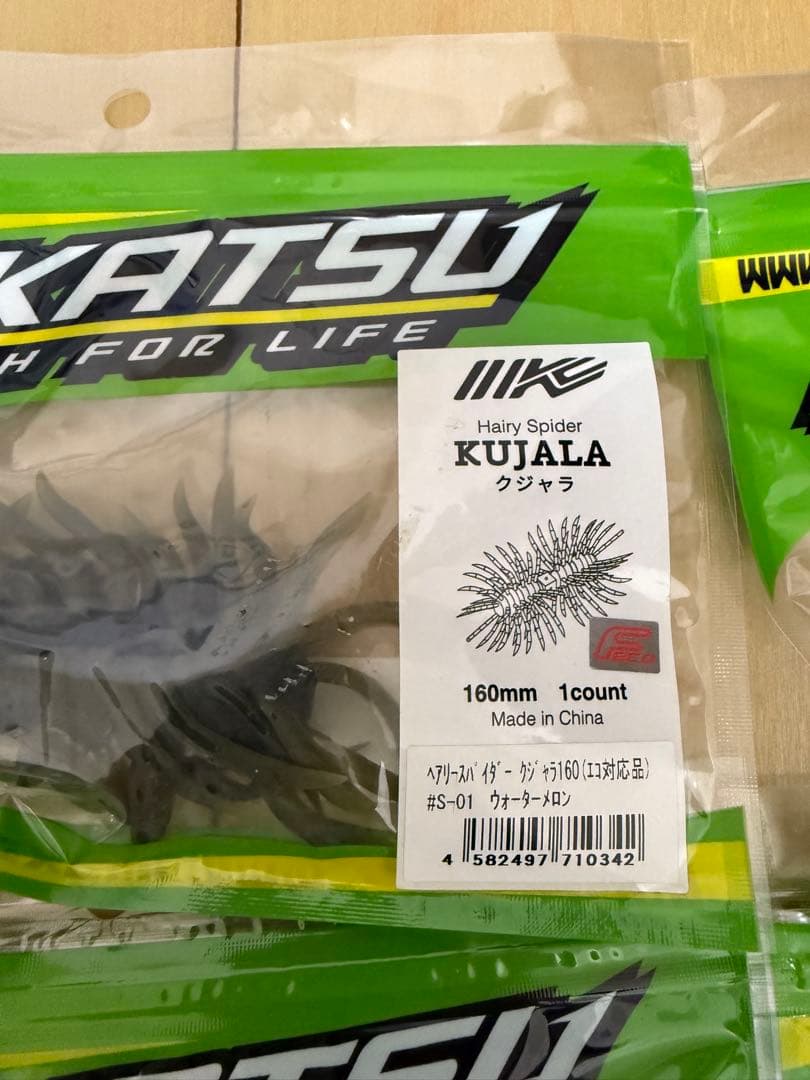 KATSU
H FOR LIFE
Hairy Spider
KUJALA
クジャラ
160mm 1count
Made in China
ﾍｱﾘｰｽﾊﾟｲﾀﾞｰ ｸｼﾞｬﾗ160(ｴｺ対応品)
#S-01 ウォーターメロン
4 582497 710342